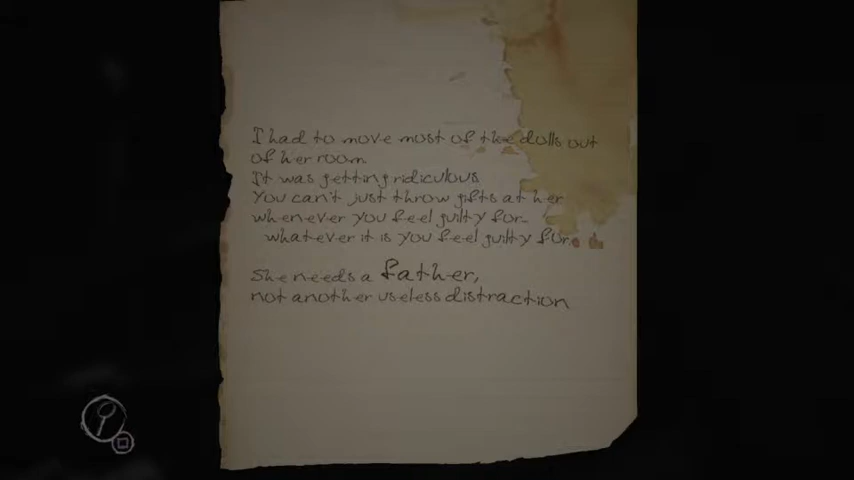 I had to move most of the dolls out
of her room
It was getting ridiculous
You can't just throw gifts at her
whenever you feel guilty for..
whatever it is you feel guilty for.
She needs a father,
not another useless distraction